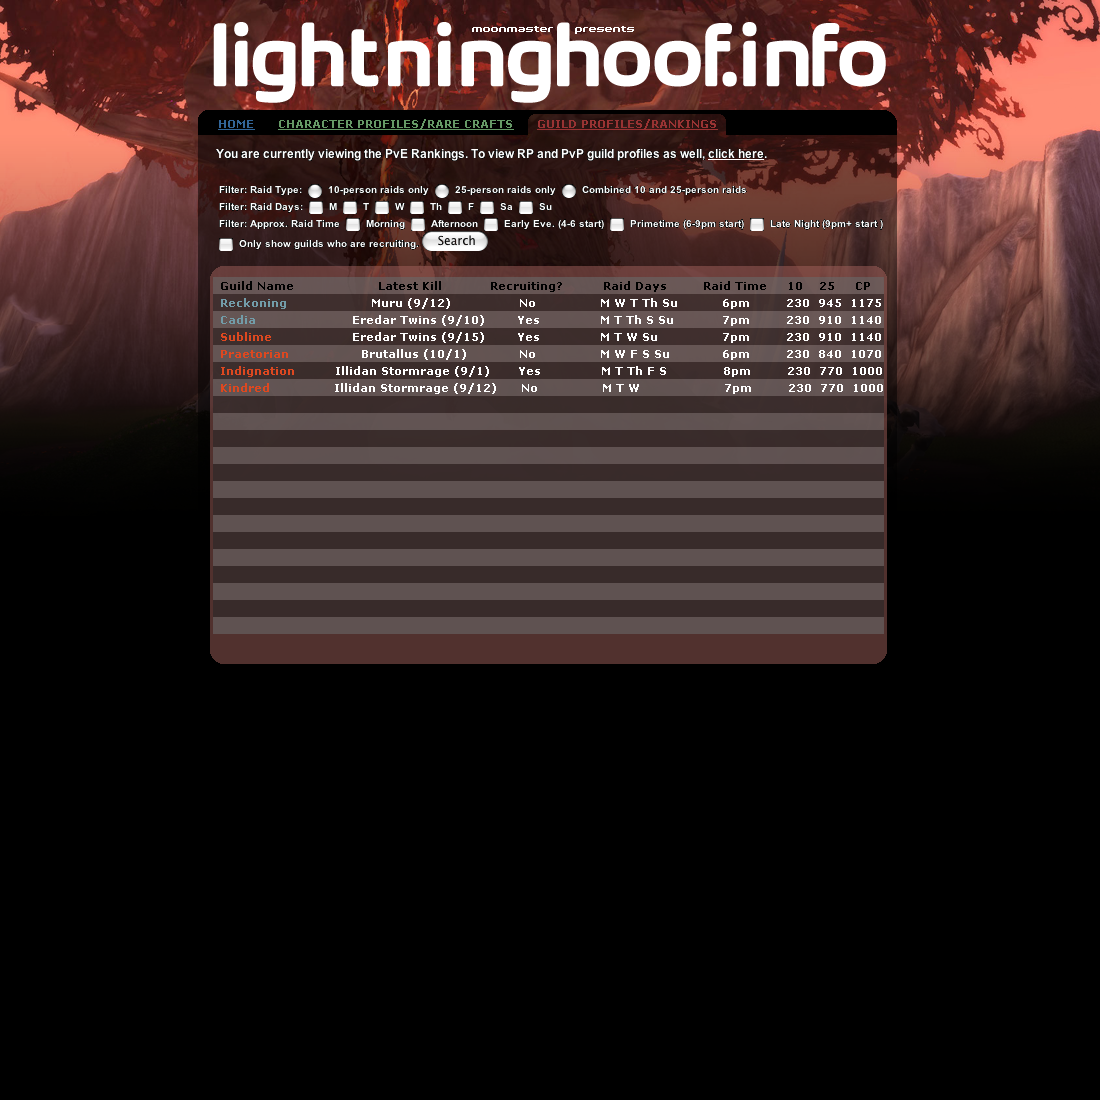 moonmaster presents
lightninghoof.info
HOME CHARACTER PROFILES/RARE CRAFTS GUILD PROFILES/RANKINGS
You are currently viewing the PvE Rankings. To view RP and PvP guild profiles as well, click here.
Filter: Raid Type: 10-person raids only 25-person raids only Combined 10 and 25-person raids
Filter: Raid Days: M T W Th F Sa Su
Filter: Approx. Raid Time Morning Afternoon Early Eve. (4-6 start) Primetime (6-9pm start) Late Night (9pm+ start )
Only show guilds who are recruiting. Search
Guild Name Latest Kill Recruiting? Raid Days Raid Time 10 25 CP
Reckoning Muru (9/12) No M W T Th Su 6pm 230 945 1175
Cadia Eredar Twins (9/10) Yes M T Th S Su 7pm 230 910 1140
Sublime Eredar Twins (9/15) Yes M T W Su 7pm 230 910 1140
Praetorian Brutallus (10/1) No M W F S Su 6pm 230 840 1070
Indignation Illidan Stormrage (9/1) Yes M T Th F S 8pm 230 770 1000
Kindred Illidan Stormrage (9/12) No M T W 7pm 230 770 1000